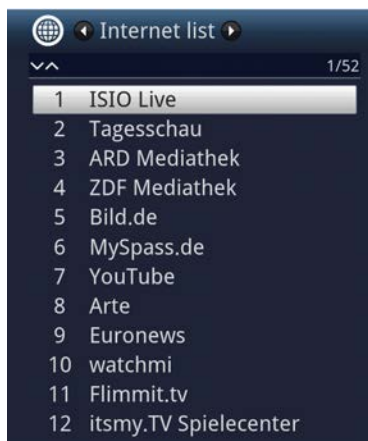 Internet list
1/52
1 ISIO Live
2 Tagesschau
3 ARD Mediathek
4 ZDF Mediathek
5 Bild.de
6 MySpass.de
7 YouTube
8 Arte
9 Euronews
10 watchmi
11 Flimmit.tv
12 itsmy.TV Spielecenter